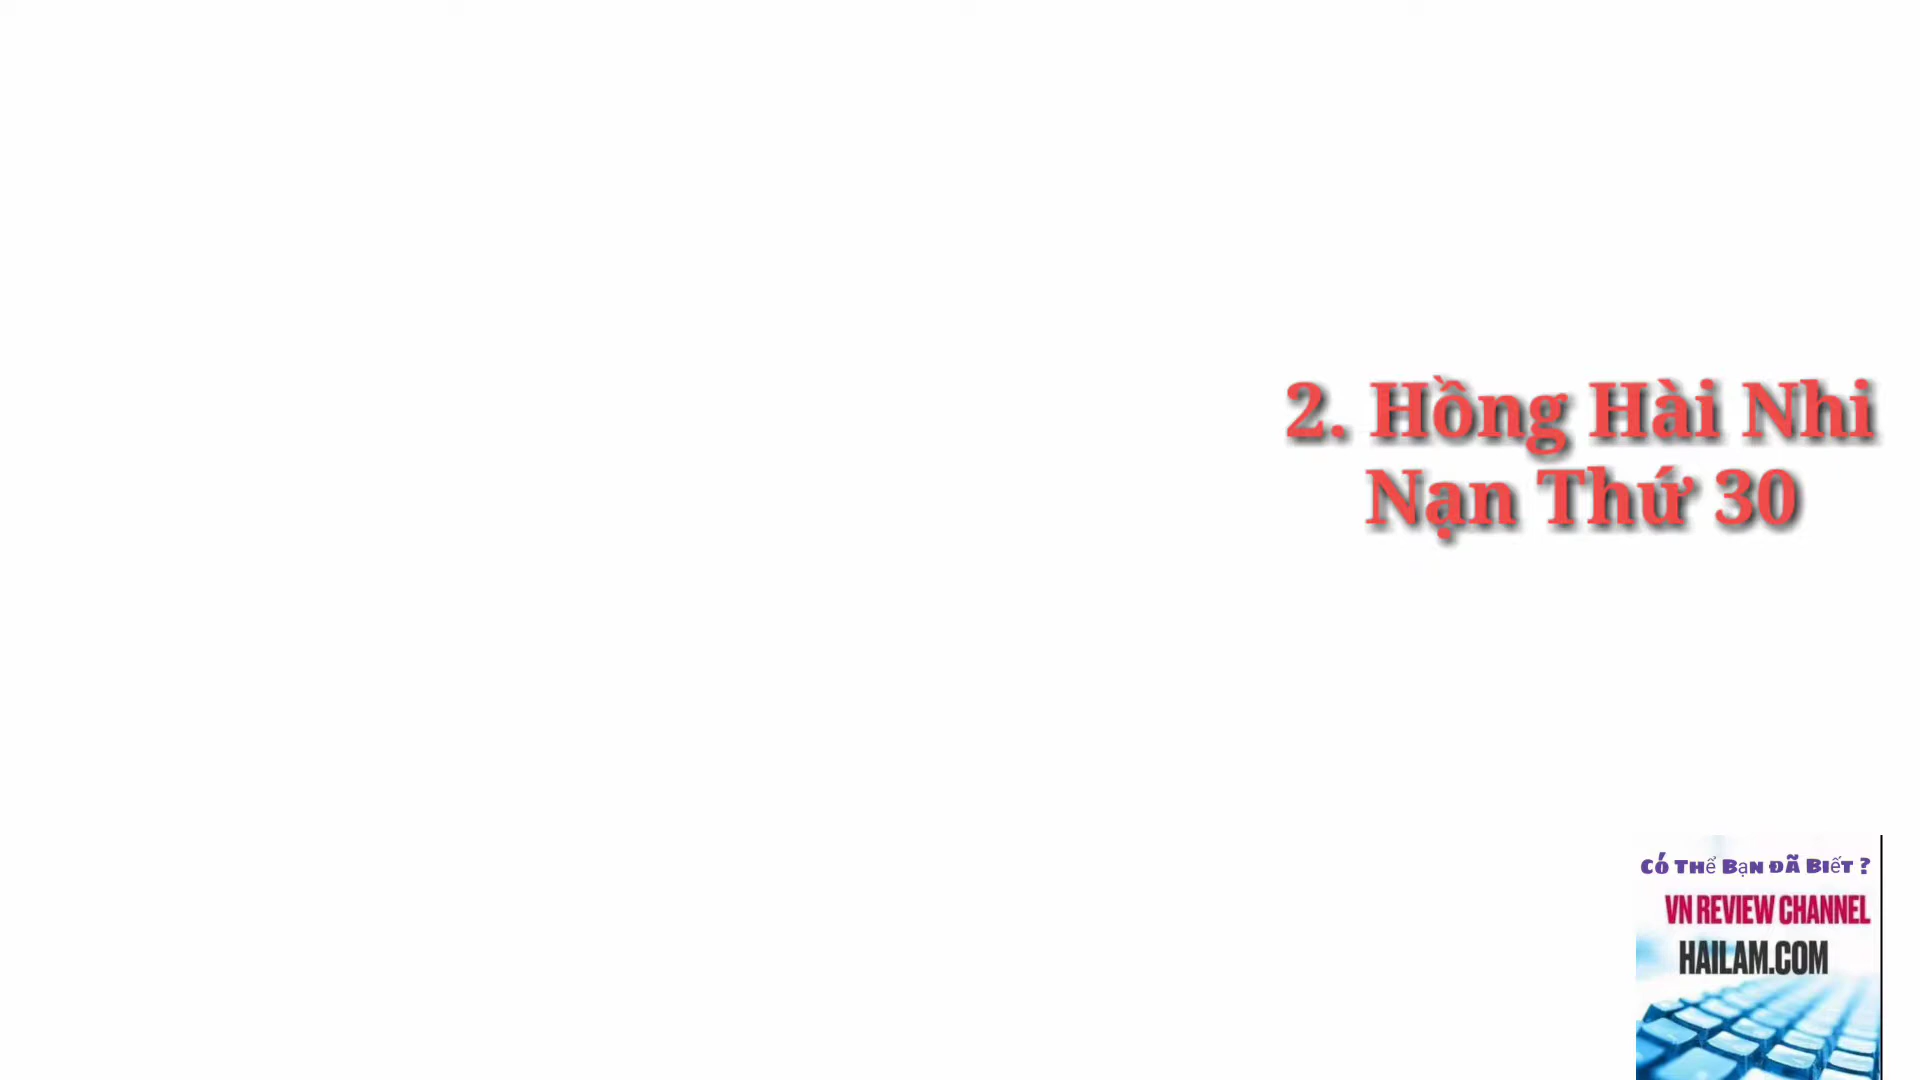 2. Hồng Hài Nhi
Nạn Thứ 30
Có Thể Bạn Đã Biết ?
VN REVIEW CHANNEL
HAILAM.COM